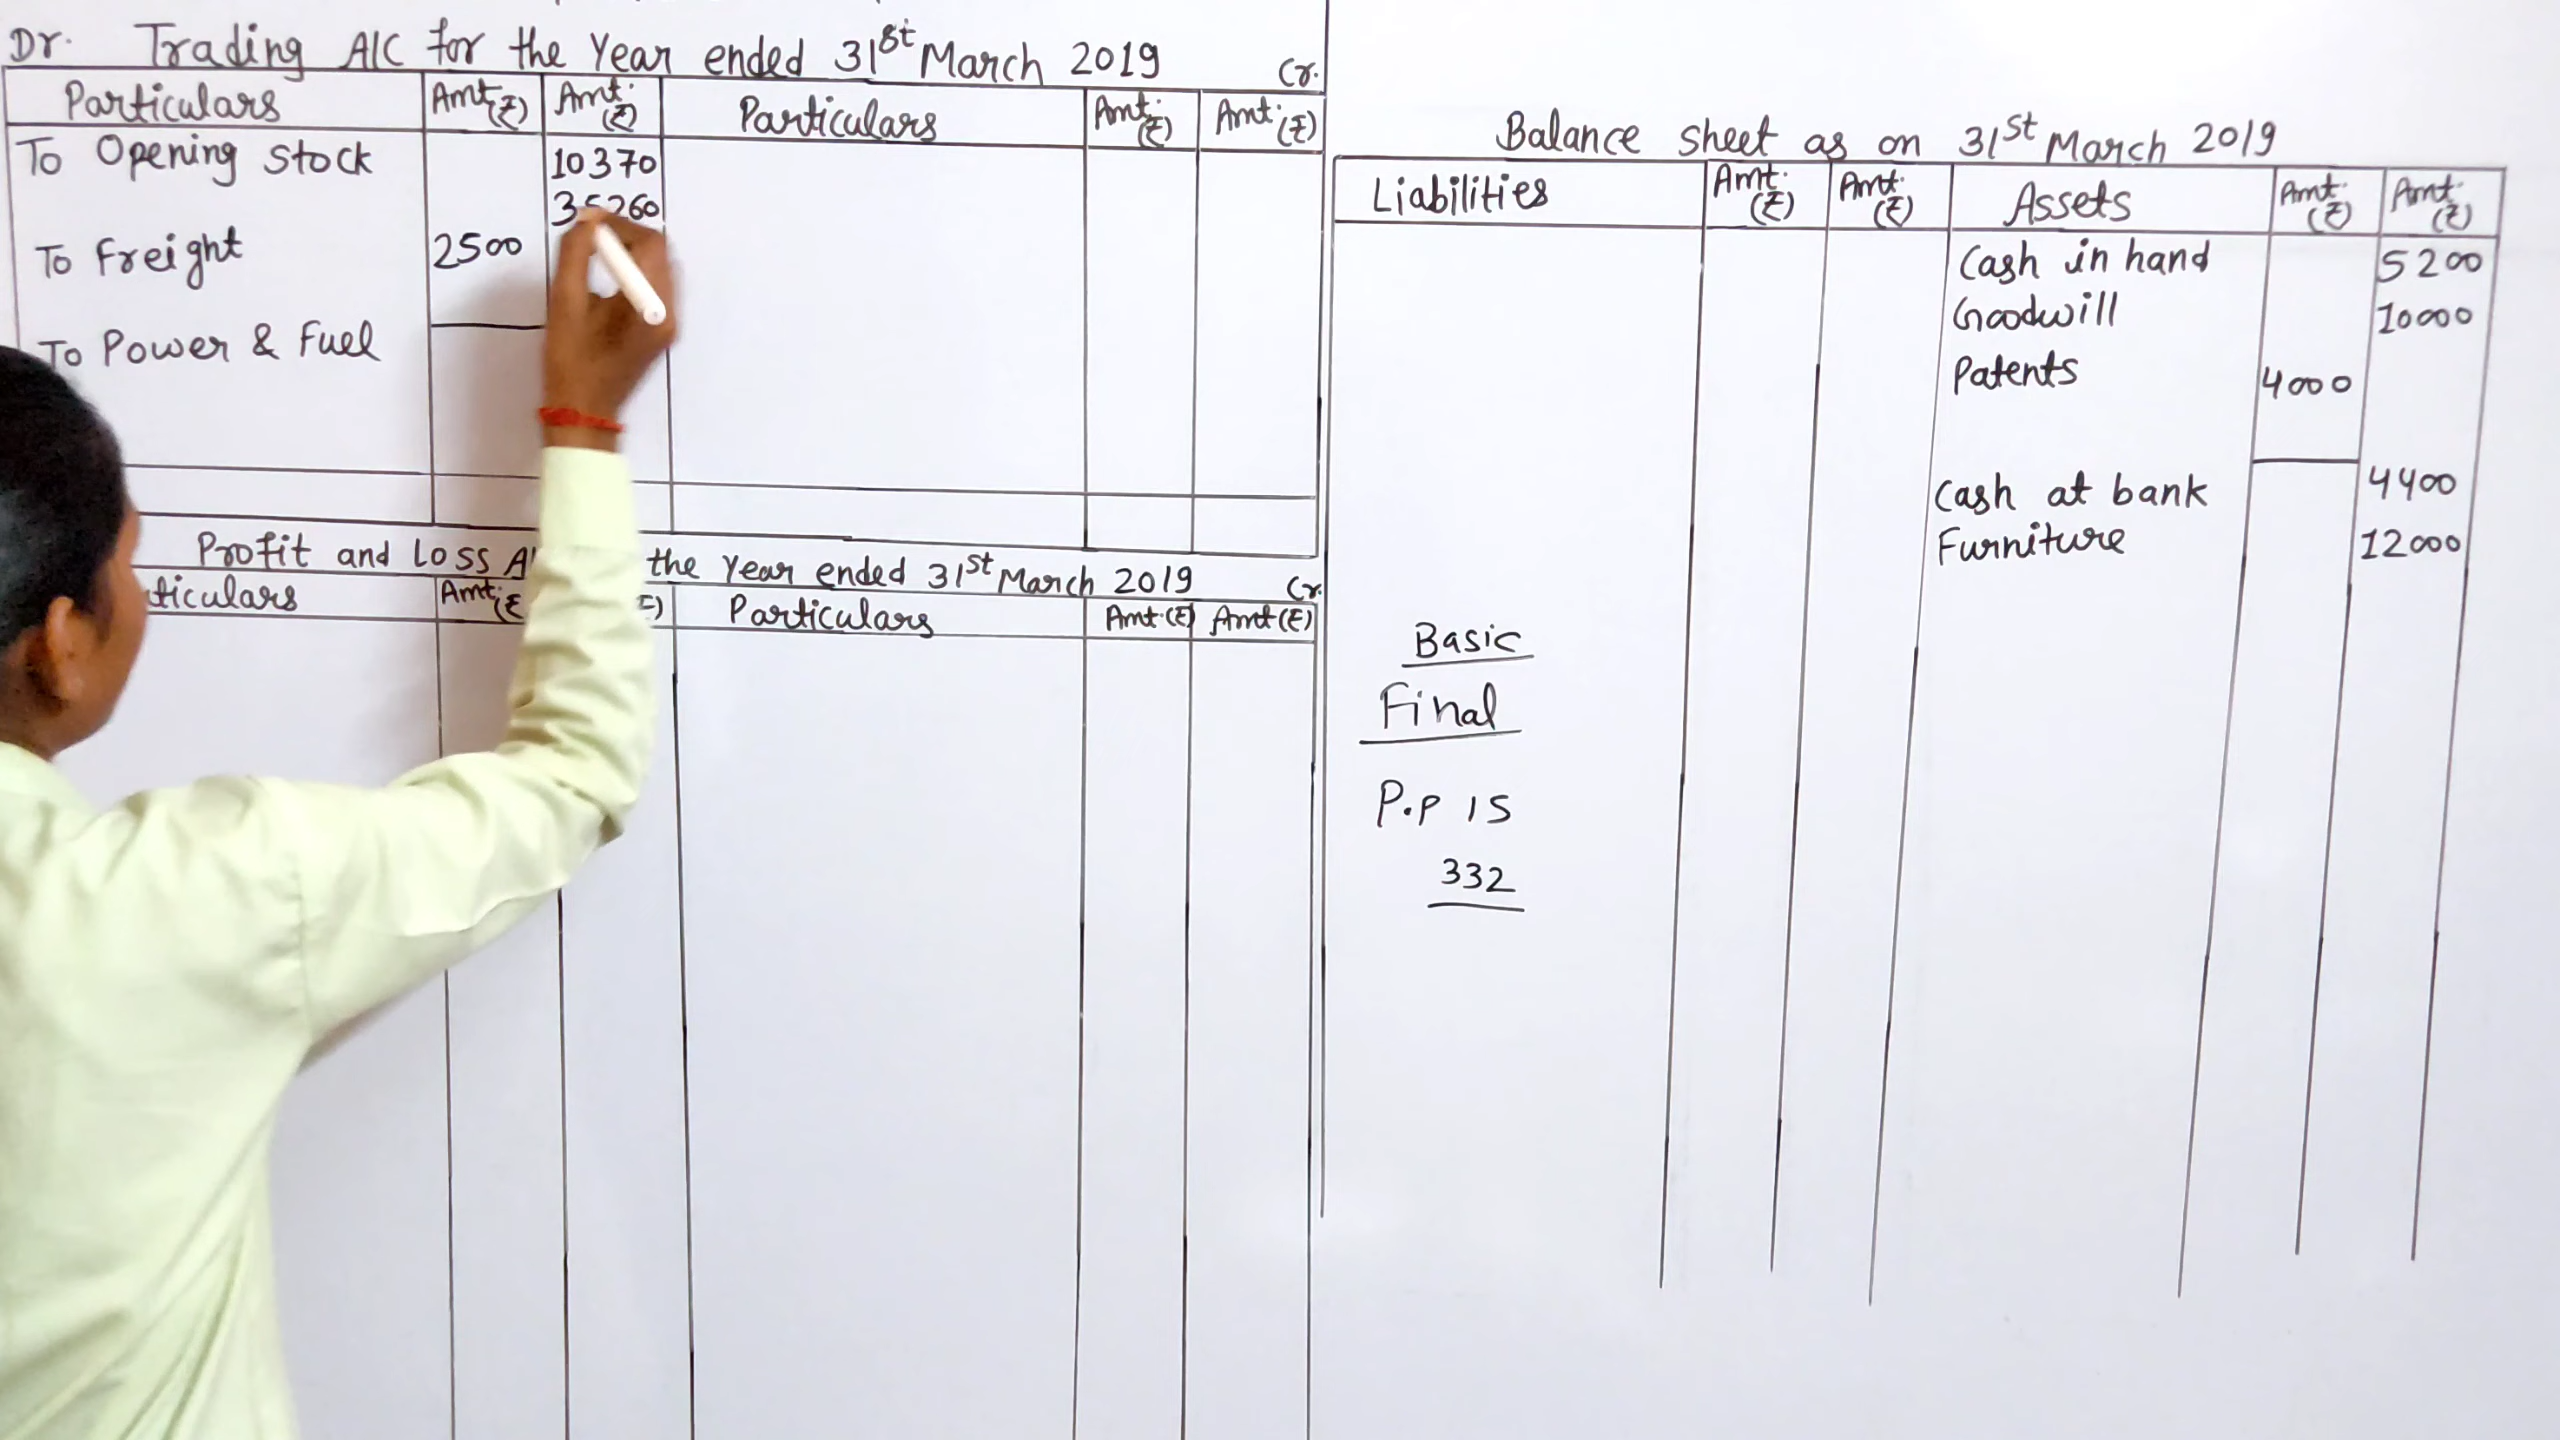 Dr. Trading A/C for the Year ended 31st March 2019 Cr.
Particulars Amt.(₹) Amt.(₹) Particulars Amt.(₹) Amt.(₹)
To Opening Stock 10370
35260
To Freight 2500
To Power & Fuel
Profit and Loss the Year ended 31st March 2019 Cr.
Amt.(₹ ₹) Particulars Amt.(₹) Amt(₹)
Balance sheet as on 31st March 2019
Liabilities Amt.(₹) Amt.(₹) Assets Amt.(₹) Amt.(₹)
Cash in hand 5200
Goodwill 10000
Patents 4000
4400
Cash at bank
Furniture 12000
Basic
Final
P.P 15
332